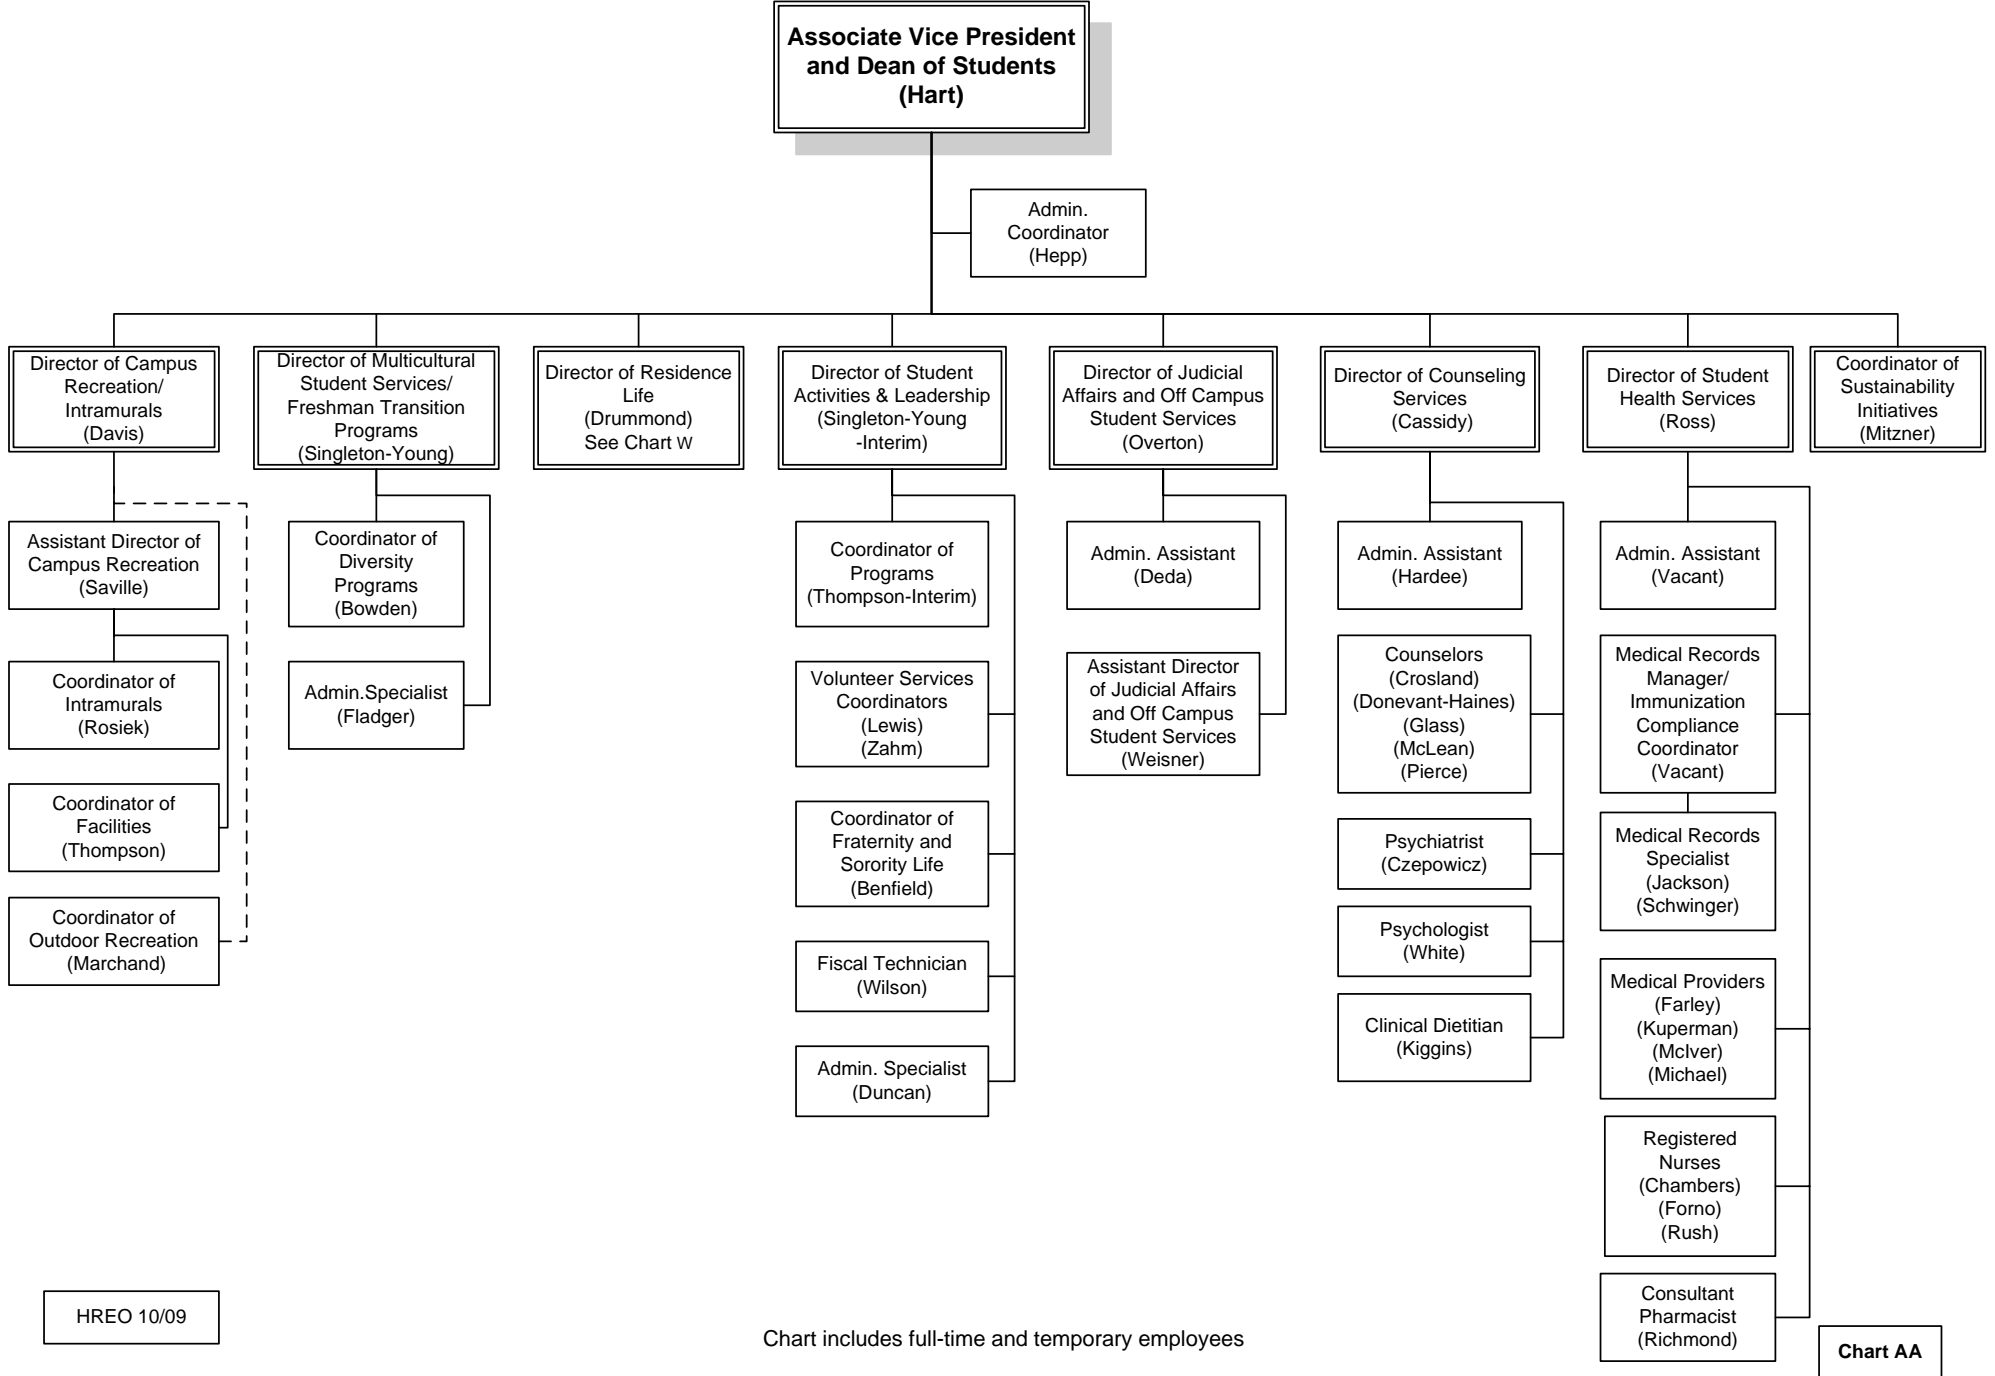 Associate Vice President
and Dean of Students
(Hart)
Admin.
Coordinator
(Hepp)
Director of Campus
Recreation/
Intramurals
(Davis)
Director of Multicultural
Student Services/
Freshman Transition
Programs
(Singleton-Young)
Director of Residence
Life
(Drummond)
See Chart W
Director of Student
Activities & Leadership
(Singleton-Young
-Interim)
Director of Judicial
Affairs and Off Campus
Student Services
(Overton)
Director of Counseling
Services
(Cassidy)
Director of Student
Health Services
(Ross)
Coordinator of
Sustainability
Initiatives
(Mitzner)
Assistant Director of
Campus Recreation
(Saville)
Coordinator of
Intramurals
(Rosiek)
Coordinator of
Facilities
(Thompson)
Coordinator of
Outdoor Recreation
(Marchand)
Coordinator of
Diversity
Programs
(Bowden)
Admin.Specialist
(Fladger)
Coordinator of
Programs
(Thompson-Interim)
Volunteer Services
Coordinators
(Lewis)
(Zahm)
Coordinator of
Fraternity and
Sorority Life
(Benfield)
Fiscal Technician
(Wilson)
Admin. Specialist
(Duncan)
Admin. Assistant
(Deda)
Assistant Director
of Judicial Affairs
and Off Campus
Student Services
(Weisner)
Admin. Assistant
(Hardee)
Counselors
(Crosland)
(Donevant-Haines)
(Glass)
(McLean)
(Pierce)
Psychiatrist
(Czepowicz)
Psychologist
(White)
Clinical Dietitian
(Kiggins)
Admin. Assistant
(Vacant)
Medical Records
Manager/
Immunization
Compliance
Coordinator
(Vacant)
Medical Records
Specialist
(Jackson)
(Schwinger)
Medical Providers
(Farley)
(Kuperman)
(McIver)
(Michael)
Registered
Nurses
(Chambers)
(Forno)
(Rush)
Consultant
Pharmacist
(Richmond)
HREO 10/09
Chart includes full-time and temporary employees
Chart AA